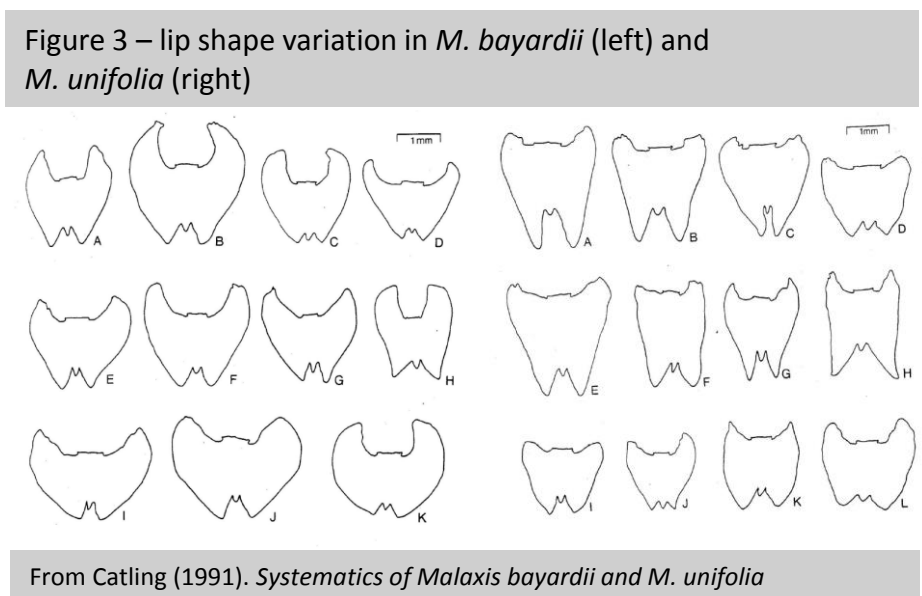 Figure 3 – lip shape variation in M. bayardii (left) and
M. unifolia (right)
1mm
1mm
A B C D
A B C D
E F G H
E F G H
I J K
I J K L
From Catling (1991). Systematics of Malaxis bayardii and M. unifolia